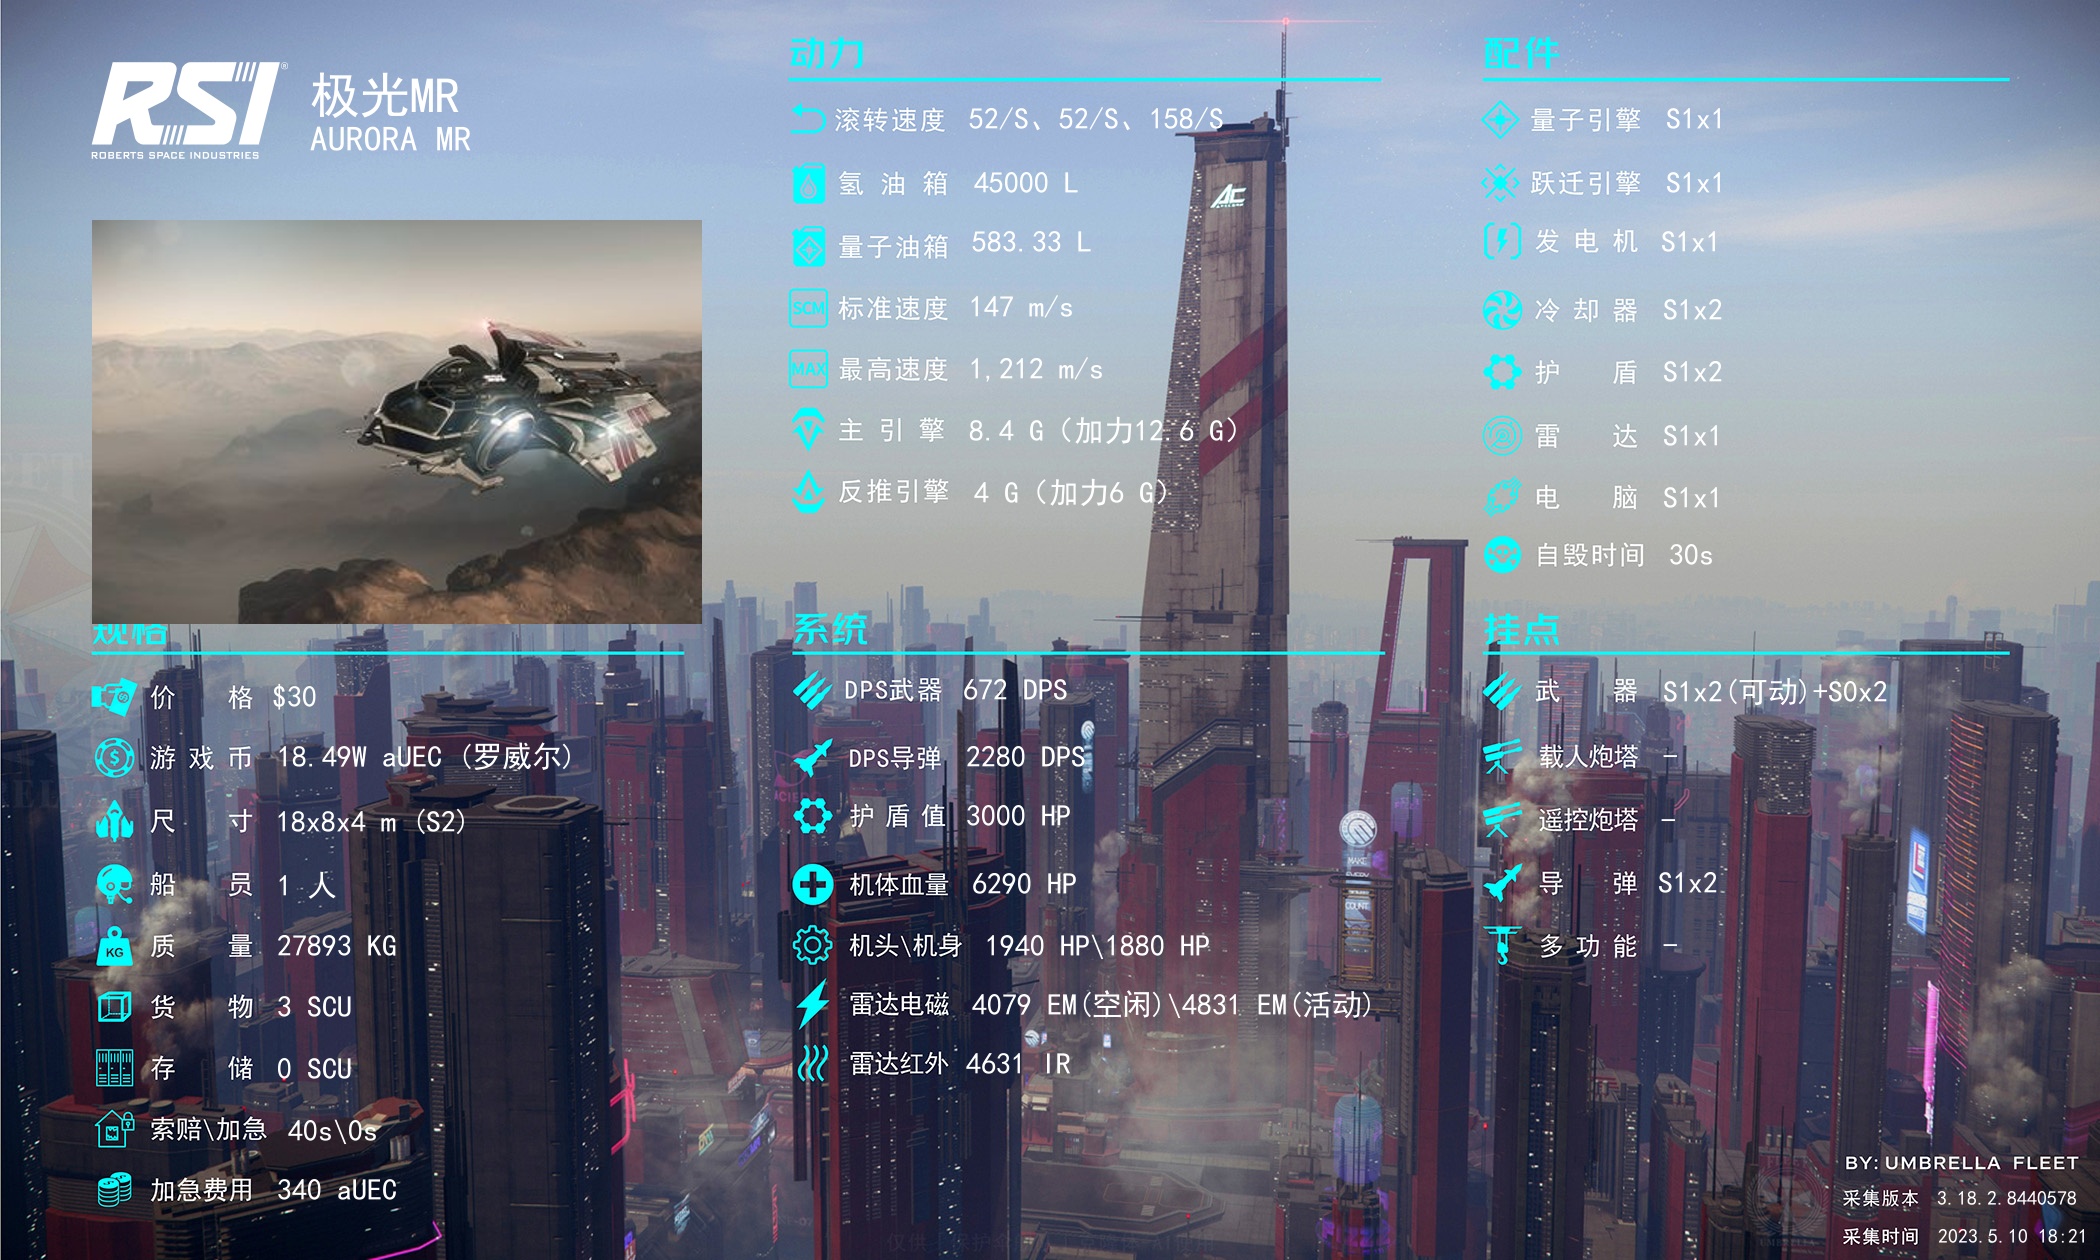 RSI®
ROBERTS SPACE INDUSTRIES
极光MR
AURORA MR
规格
价格 $30
游戏币 18.49W aUEC (罗威尔)
尺寸 18x8x4 m (S2)
船员 1 人
质量 27893 KG
货物 3 SCU
存储 0 SCU
索赔\加急 40s\0s
加急费用 340 aUEC
动力
滚转速度 52/S、52/S、158/S
氢油箱 45000 L
量子油箱 583.33 L
SCM 标准速度 147 m/s
MAX 最高速度 1,212 m/s
主引擎 8.4 G (加力12.6 G)
反推引擎 4 G (加力6 G)
系统
DPS武器 672 DPS
DPS导弹 2280 DPS
护盾值 3000 HP
机体血量 6290 HP
机头\机身 1940 HP\1880 HP
雷达电磁 4079 EM(空闲)\4831 EM(活动)
雷达红外 4631 IR
配件
量子引擎 S1x1
跃迁引擎 S1x1
发电机 S1x1
冷却器 S1x2
护盾 S1x2
雷达 S1x1
电脑 S1x1
自毁时间 30s
挂点
武器 S1x2(可动)+S0x2
载人炮塔 -
遥控炮塔 -
导弹 S1x2
多功能 -
KG
AC
MAKE
EVERY
COUNT
BY: UMBRELLA FLEET
采集版本 3.18.2.8440578
采集时间 2023.5.10 18:21